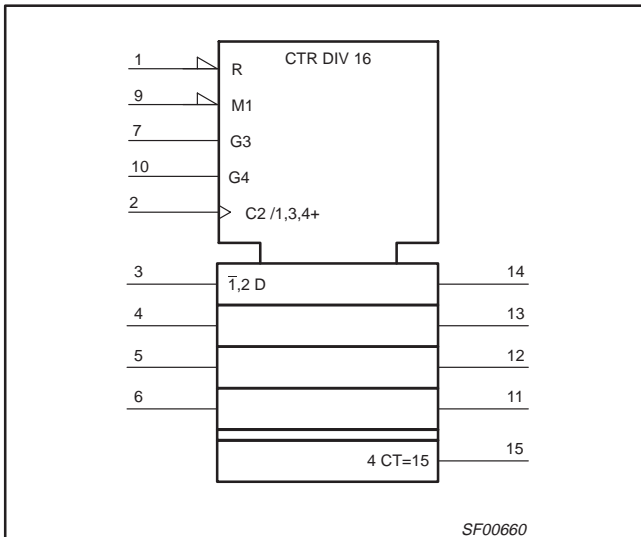 CTR DIV 16
1 R
9 M1
7 G3
10 G4
2 C2 /1,3,4+
3 1̅,2 D 14
4 13
5 12
6 11
4 CT=15 15
SF00660